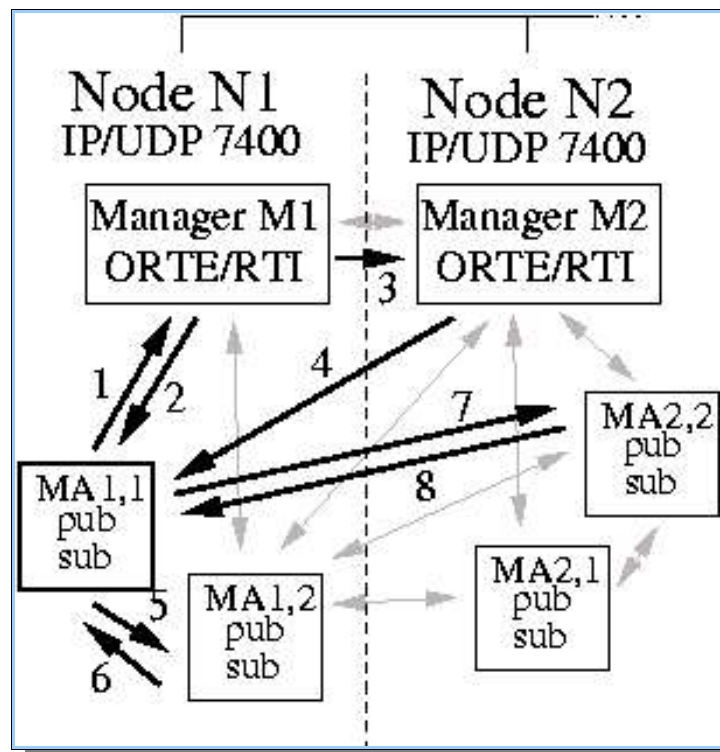 Node N1
IP/UDP 7400
Node N2
IP/UDP 7400
Manager M1
ORTE/RTI
Manager M2
ORTE/RTI
3
1
2
4
7
8
MA2,2
pub
sub
MA1,1
pub
sub
5
6
MA1,2
pub
sub
MA2,1
pub
sub